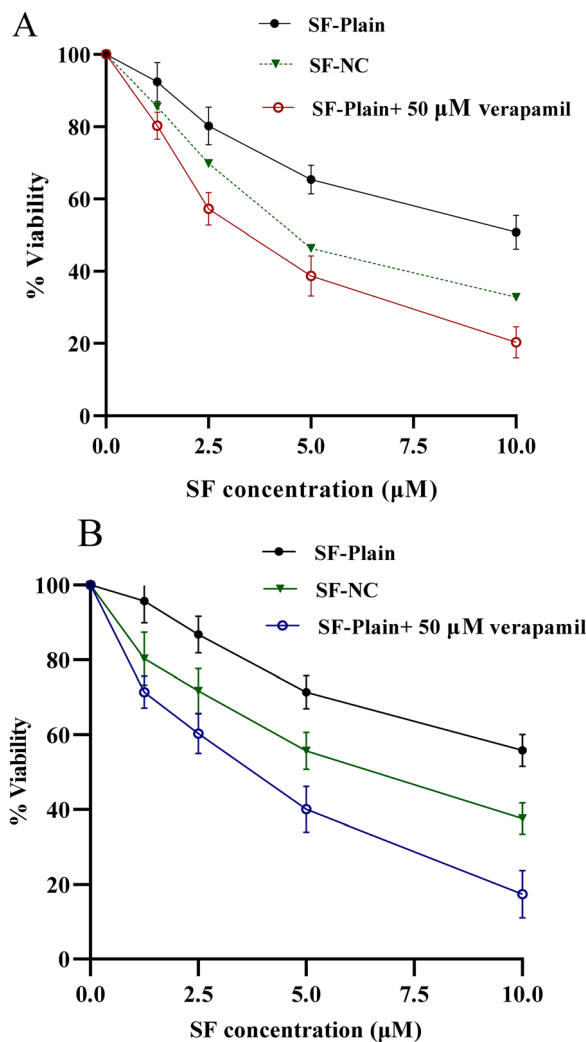 A
SF-Plain
SF-NC
SF-Plain+ 50 µM verapamil
100
80
60
40
20
0
% Viability
0.0 2.5 5.0 7.5 10.0
SF concentration (µM)
B
SF-Plain
SF-NC
SF-Plain+ 50 µM verapamil
100
80
60
40
20
0
% Viability
0.0 2.5 5.0 7.5 10.0
SF concentration (µM)